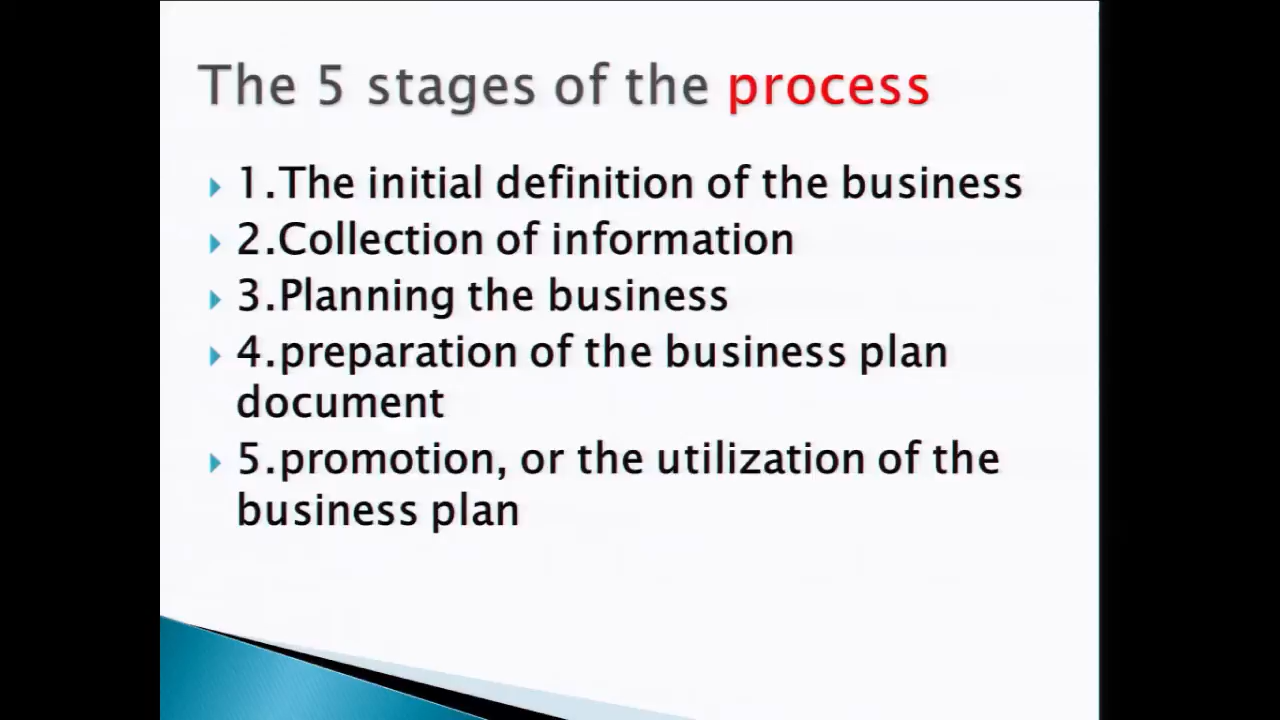 The 5 stages of the process
1.The initial definition of the business
2.Collection of information
3.Planning the business
4.preparation of the business plan
document
5.promotion, or the utilization of the
business plan